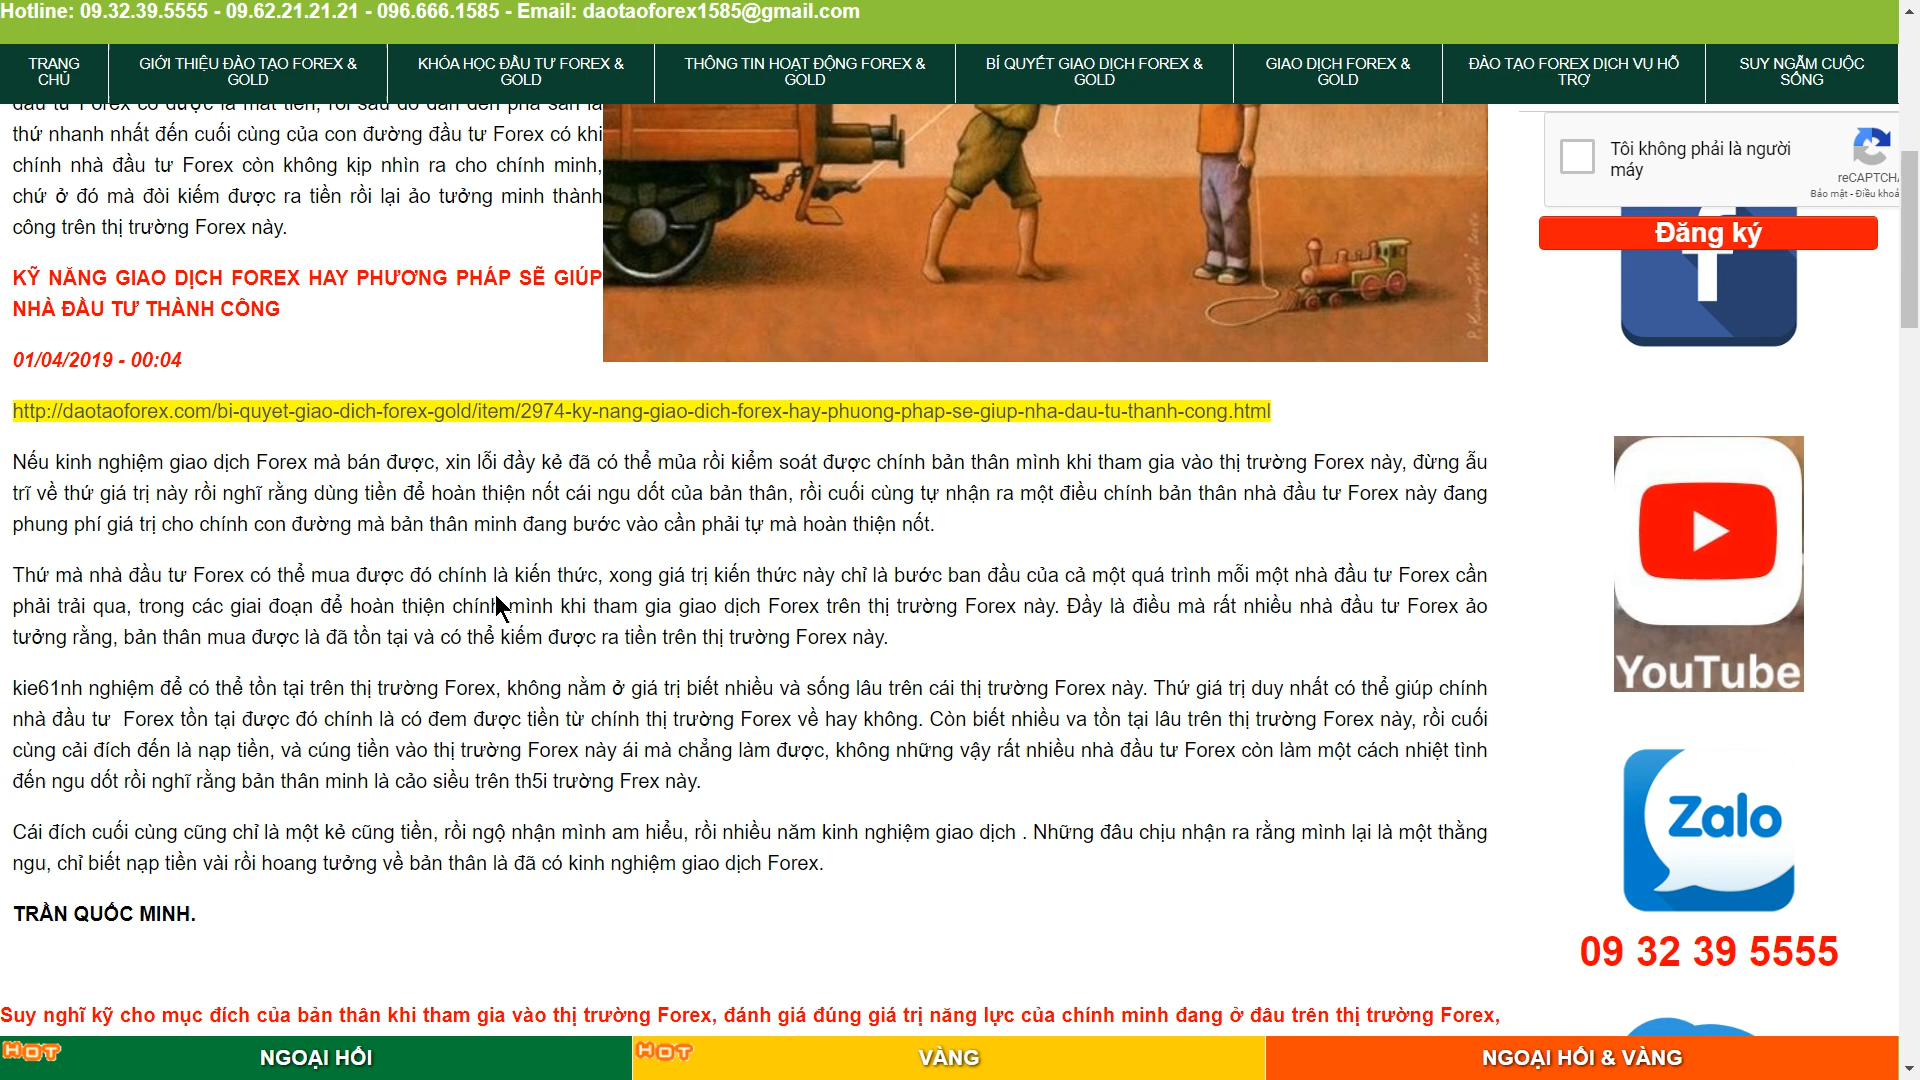 Hotline: 09.32.39.5555 - 09.62.21.21.21 - 096.666.1585 - Email: daotaoforex1585@gmail.com
TRANG CHỦ
GIỚI THIỆU ĐÀO TẠO FOREX & GOLD
KHÓA HỌC ĐẦU TƯ FOREX & GOLD
THÔNG TIN HOẠT ĐỘNG FOREX & GOLD
BÍ QUYẾT GIAO DỊCH FOREX & GOLD
GIAO DỊCH FOREX & GOLD
ĐÀO TẠO FOREX DỊCH VỤ HỖ TRỢ
SUY NGẪM CUỘC SỐNG
đầu tư Forex có được là mất tiền, rồi sau đó dẫn đến phá sản là
thứ nhanh nhất đến cuối cùng của con đường đầu tư Forex có khi
chính nhà đầu tư Forex còn không kịp nhìn ra cho chính minh,
chứ ở đó mà đòi kiếm được ra tiền rồi lại ảo tưởng minh thành
công trên thị trường Forex này.
KỸ NĂNG GIAO DỊCH FOREX HAY PHƯƠNG PHÁP SẼ GIÚP
NHÀ ĐẦU TƯ THÀNH CÔNG
01/04/2019 - 00:04
http://daotaoforex.com/bi-quyet-giao-dich-forex-gold/item/2974-ky-nang-giao-dich-forex-hay-phuong-phap-se-giup-nha-dau-tu-thanh-cong.html
Nếu kinh nghiệm giao dịch Forex mà bán được, xin lỗi đầy kẻ đã có thể mủa rồi kiểm soát được chính bản thân mình khi tham gia vào thị trường Forex này, đừng ẫu
trĩ về thứ giá trị này rồi nghĩ rằng dùng tiền để hoàn thiện nốt cái ngu dốt của bản thân, rồi cuối cùng tự nhận ra một điều chính bản thân nhà đầu tư Forex này đang
phung phí giá trị cho chính con đường mà bản thân minh đang bước vào cần phải tự mà hoàn thiện nốt.
Thứ mà nhà đầu tư Forex có thể mua được đó chính là kiến thức, xong giá trị kiến thức này chỉ là bước ban đầu của cả một quá trình mỗi một nhà đầu tư Forex cần
phải trải qua, trong các giai đoạn để hoàn thiện chính mình khi tham gia giao dịch Forex trên thị trường Forex này. Đầy là điều mà rất nhiều nhà đầu tư Forex ảo
tưởng rằng, bản thân mua được là đã tồn tại và có thể kiếm được ra tiền trên thị trường Forex này.
kie61nh nghiệm để có thể tồn tại trên thị trường Forex, không nằm ở giá trị biết nhiều và sống lâu trên cái thị trường Forex này. Thứ giá trị duy nhất có thể giúp chính
nhà đầu tư  Forex tồn tại được đó chính là có đem được tiền từ chính thị trường Forex về hay không. Còn biết nhiều va tồn tại lâu trên thị trường Forex này, rồi cuối
cùng cải đích đến là nạp tiền, và cúng tiền vào thị trường Forex này ái mà chẳng làm được, không những vậy rất nhiều nhà đầu tư Forex còn làm một cách nhiệt tình
đến ngu dốt rồi nghĩ rằng bản thân minh là cảo siều trên th5i trường Frex này.
Cái đích cuối cùng cũng chỉ là một kẻ cũng tiền, rồi ngộ nhận mình am hiểu, rồi nhiều năm kinh nghiệm giao dịch . Những đâu chịu nhận ra rằng mình lại là một thằng
ngu, chỉ biết nạp tiền vài rồi hoang tưởng về bản thân là đã có kinh nghiệm giao dịch Forex.
TRẦN QUỐC MINH.
Suy nghĩ kỹ cho mục đích của bản thân khi tham gia vào thị trường Forex, đánh giá đúng giá trị năng lực của chính minh đang ở đâu trên thị trường Forex,
Tôi không phải là người
máy
reCAPTCHA
Bảo mật - Điều khoả
Đăng ký
YouTube
Zalo
09 32 39 5555
HOT
NGOẠI HỐI
HOT
VÀNG
NGOẠI HỐI & VÀNG